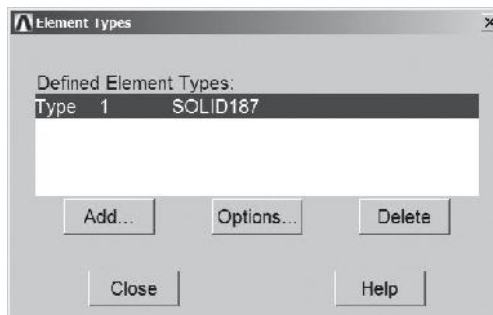 Element Types
Defined Element Types:
Type 1 SOLID187
Add... Options... Delete
Close Help